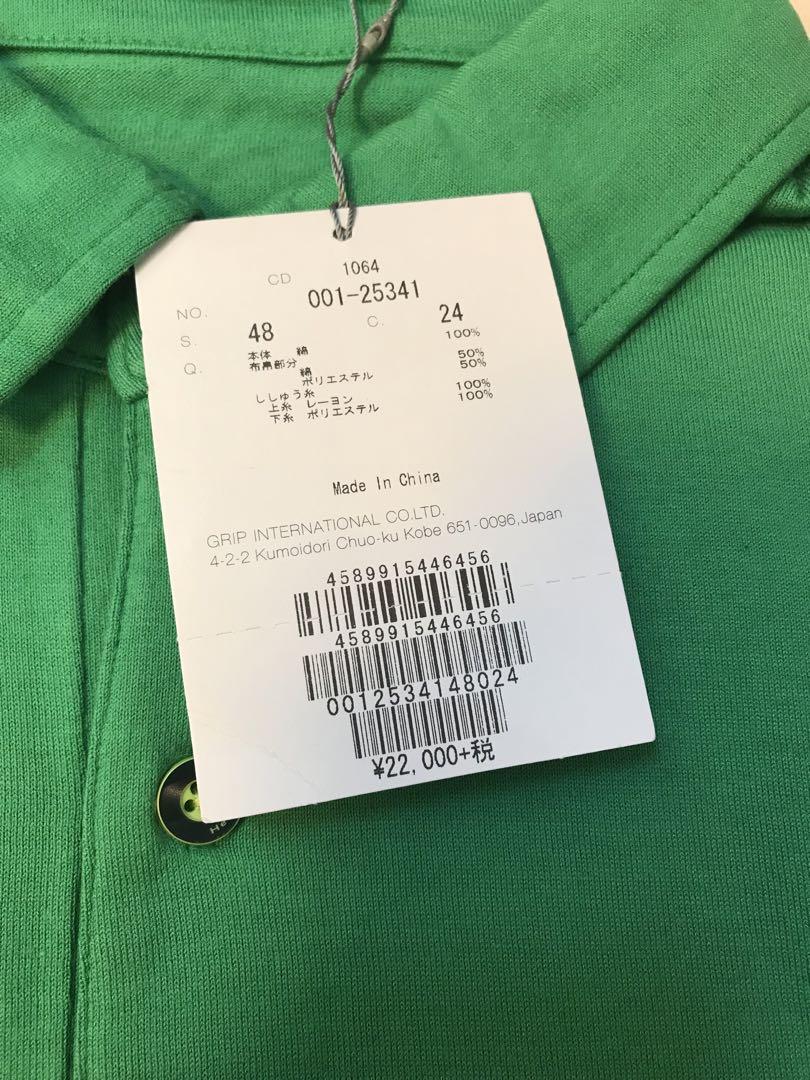 CD 1064
NO. 001-25341
S. 48 C. 24
Q. 本体 綿 100%
布帛部分
綿 50%
ポリエステル 50%
ししゅう糸
上糸 レーヨン 100%
下糸 ポリエステル 100%
Made In China
GRIP INTERNATIONAL CO.LTD.
4-2-2 Kumoidori Chuo-ku Kobe 651-0096,Japan
4589915446456
4589915446456
0012534148024
¥22,000+税